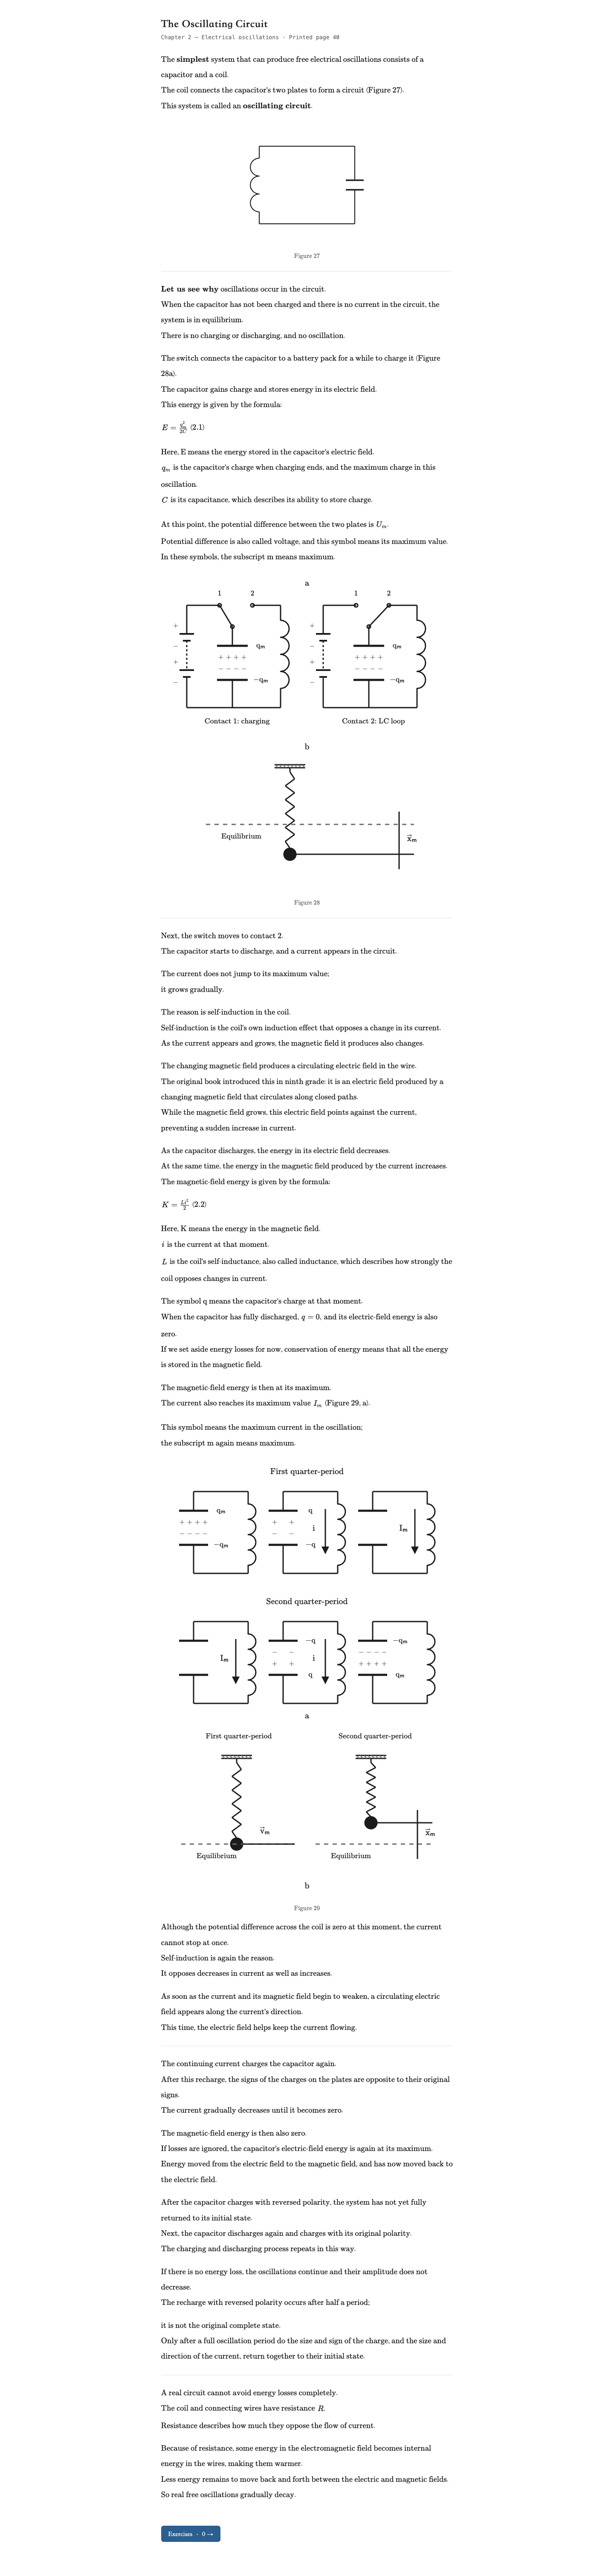 The Oscillating Circuit
Chapter 2 — Electrical oscillations · Printed page 40
The simplest system that can produce free electrical oscillations consists of a
capacitor and a coil.
The coil connects the capacitor's two plates to form a circuit (Figure 27).
This system is called an oscillating circuit.
Figure 27
Let us see why oscillations occur in the circuit.
When the capacitor has not been charged and there is no current in the circuit, the
system is in equilibrium.
There is no charging or discharging, and no oscillation.
The switch connects the capacitor to a battery pack for a while to charge it (Figure
28a).
The capacitor gains charge and stores energy in its electric field.
This energy is given by the formula:
E = q_m^2/2C (2.1)
Here, E means the energy stored in the capacitor's electric field.
q_m is the capacitor's charge when charging ends, and the maximum charge in this
oscillation.
C is its capacitance, which describes its ability to store charge.
At this point, the potential difference between the two plates is U_m.
Potential difference is also called voltage, and this symbol means its maximum value.
In these symbols, the subscript m means maximum.
a
1 2 1 2
+ +
− qm − qm
+ + + + + + + +
+ − − − − + − − − −
− −qm − −qm
Contact 1: charging Contact 2: LC loop
b
Equilibrium x⃗m
Figure 28
Next, the switch moves to contact 2.
The capacitor starts to discharge, and a current appears in the circuit.
The current does not jump to its maximum value;
it grows gradually.
The reason is self-induction in the coil.
Self-induction is the coil's own induction effect that opposes a change in its current.
As the current appears and grows, the magnetic field it produces also changes.
The changing magnetic field produces a circulating electric field in the wire.
The original book introduced this in ninth grade: it is an electric field produced by a
changing magnetic field that circulates along closed paths.
While the magnetic field grows, this electric field points against the current,
preventing a sudden increase in current.
As the capacitor discharges, the energy in its electric field decreases.
At the same time, the energy in the magnetic field produced by the current increases.
The magnetic-field energy is given by the formula:
K = Li^2/2 (2.2)
Here, K means the energy in the magnetic field.
i is the current at that moment.
L is the coil's self-inductance, also called inductance, which describes how strongly the
coil opposes changes in current.
The symbol q means the capacitor's charge at that moment.
When the capacitor has fully discharged, q = 0, and its electric-field energy is also
zero.
If we set aside energy losses for now, conservation of energy means that all the energy
is stored in the magnetic field.
The magnetic-field energy is then at its maximum.
The current also reaches its maximum value I_m (Figure 29, a).
This symbol means the maximum current in the oscillation;
the subscript m again means maximum.
First quarter-period
qm q
+ + + + + + i Im
− − − − − −
−qm −q
Second quarter-period
−q −qm
Im − − i − − − −
+ + + + + +
q qm
a
First quarter-period Second quarter-period
v⃗m x⃗m
Equilibrium Equilibrium
b
Figure 29
Although the potential difference across the coil is zero at this moment, the current
cannot stop at once.
Self-induction is again the reason.
It opposes decreases in current as well as increases.
As soon as the current and its magnetic field begin to weaken, a circulating electric
field appears along the current's direction.
This time, the electric field helps keep the current flowing.
The continuing current charges the capacitor again.
After this recharge, the signs of the charges on the plates are opposite to their original
signs.
The current gradually decreases until it becomes zero.
The magnetic-field energy is then also zero.
If losses are ignored, the capacitor's electric-field energy is again at its maximum.
Energy moved from the electric field to the magnetic field, and has now moved back to
the electric field.
After the capacitor charges with reversed polarity, the system has not yet fully
returned to its initial state.
Next, the capacitor discharges again and charges with its original polarity.
The charging and discharging process repeats in this way.
If there is no energy loss, the oscillations continue and their amplitude does not
decrease.
The recharge with reversed polarity occurs after half a period;
it is not the original complete state.
Only after a full oscillation period do the size and sign of the charge, and the size and
direction of the current, return together to their initial state.
A real circuit cannot avoid energy losses completely.
The coil and connecting wires have resistance R.
Resistance describes how much they oppose the flow of current.
Because of resistance, some energy in the electromagnetic field becomes internal
energy in the wires, making them warmer.
Less energy remains to move back and forth between the electric and magnetic fields.
So real free oscillations gradually decay.
Exercises · 0 →